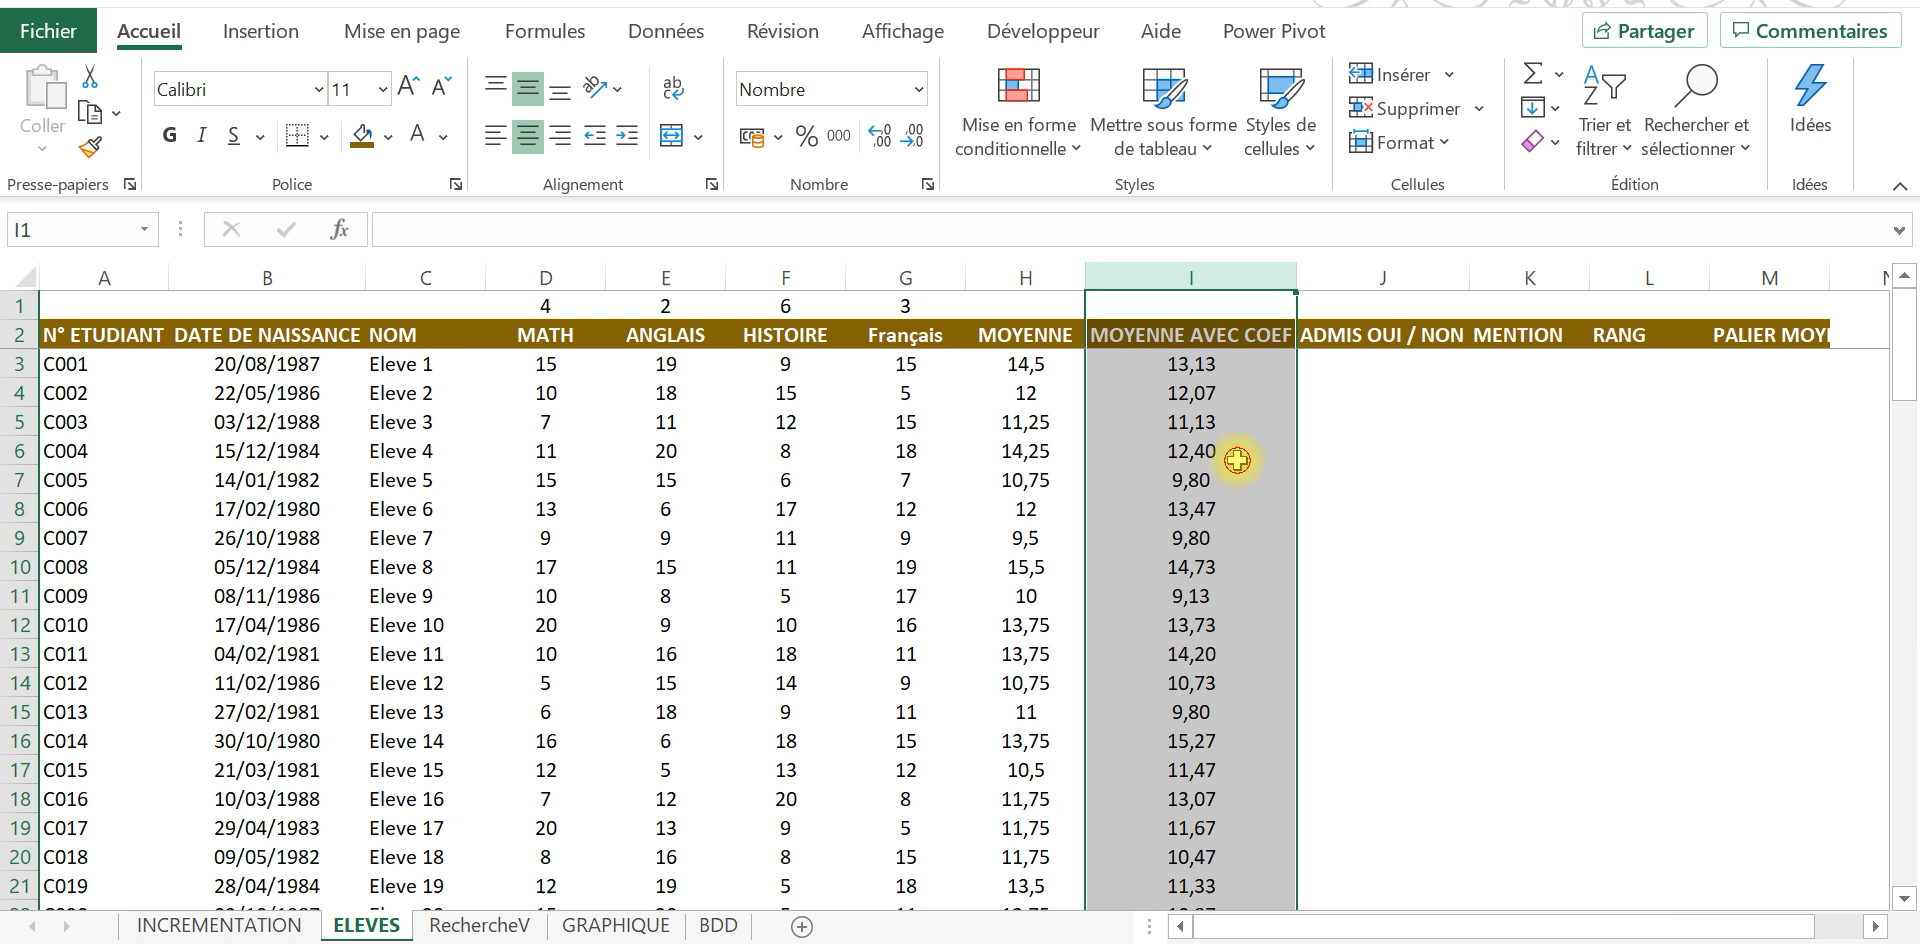 Fichier Accueil Insertion Mise en page Formules Données Révision Affichage Développeur Aide Power Pivot Partager Commentaires
Coller Calibri 11 Nombre
Mise en forme conditionnelle Mettre sous forme de tableau Styles de cellules
Insérer
Supprimer
Format
Trier et filtrer Rechercher et sélectionner Idées
G I S A % 000
Presse-papiers Police Alignement Nombre Styles Cellules Édition Idées
I1 fx
A B C D E F G H I J K L M
1 4 2 6 3
2 N° ETUDIANT DATE DE NAISSANCE NOM MATH ANGLAIS HISTOIRE Français MOYENNE MOYENNE AVEC COEF ADMIS OUI / NON MENTION RANG PALIER
3 C001 20/08/1987 Eleve 1 15 19 9 15 14,5 13,13
4 C002 22/05/1986 Eleve 2 10 18 15 5 12 12,07
5 C003 03/12/1988 Eleve 3 7 11 12 15 11,25 11,13
6 C004 15/12/1984 Eleve 4 11 20 8 18 14,25 12,40
7 C005 14/01/1982 Eleve 5 15 15 6 7 10,75 9,80
8 C006 17/02/1980 Eleve 6 13 6 17 12 12 13,47
9 C007 26/10/1988 Eleve 7 9 9 11 9 9,5 9,80
10 C008 05/12/1984 Eleve 8 17 15 11 19 15,5 14,73
11 C009 08/11/1986 Eleve 9 10 8 5 17 10 9,13
12 C010 17/04/1986 Eleve 10 20 9 10 16 13,75 13,73
13 C011 04/02/1981 Eleve 11 10 16 18 11 13,75 14,20
14 C012 11/02/1986 Eleve 12 5 15 14 9 10,75 10,73
15 C013 27/02/1981 Eleve 13 6 18 9 11 11 9,80
16 C014 30/10/1980 Eleve 14 16 6 18 15 13,75 15,27
17 C015 21/03/1981 Eleve 15 12 5 13 12 10,5 11,47
18 C016 10/03/1988 Eleve 16 7 12 20 8 11,75 13,07
19 C017 29/04/1983 Eleve 17 20 13 9 5 11,75 11,67
20 C018 09/05/1982 Eleve 18 8 16 8 15 11,75 10,47
21 C019 28/04/1984 Eleve 19 12 19 5 18 13,5 11,33
INCREMENTATION ELEVES RechercheV GRAPHIQUE BDD